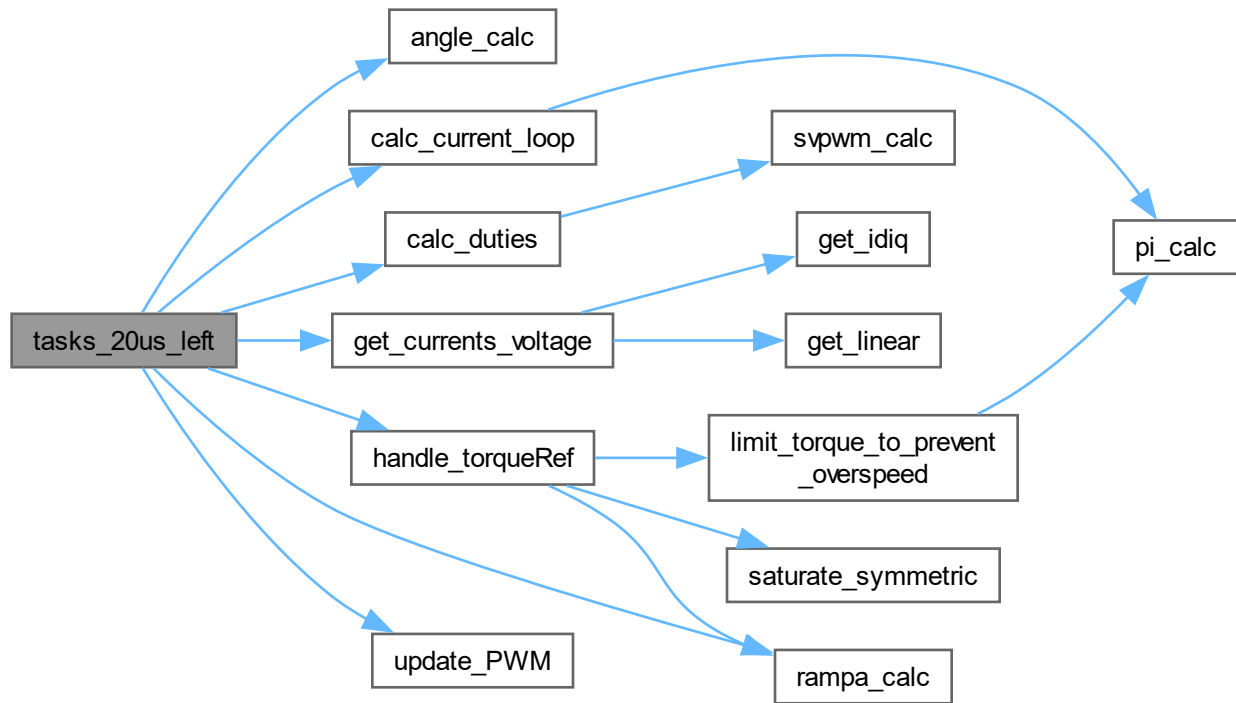 angle_calc
calc_current_loop
svpwm_calc
calc_duties
get_idiq
pi_calc
tasks_20us_left
get_currents_voltage
get_linear
handle_torqueRef
limit_torque_to_prevent
_overspeed
saturate_symmetric
update_PWM
rampa_calc